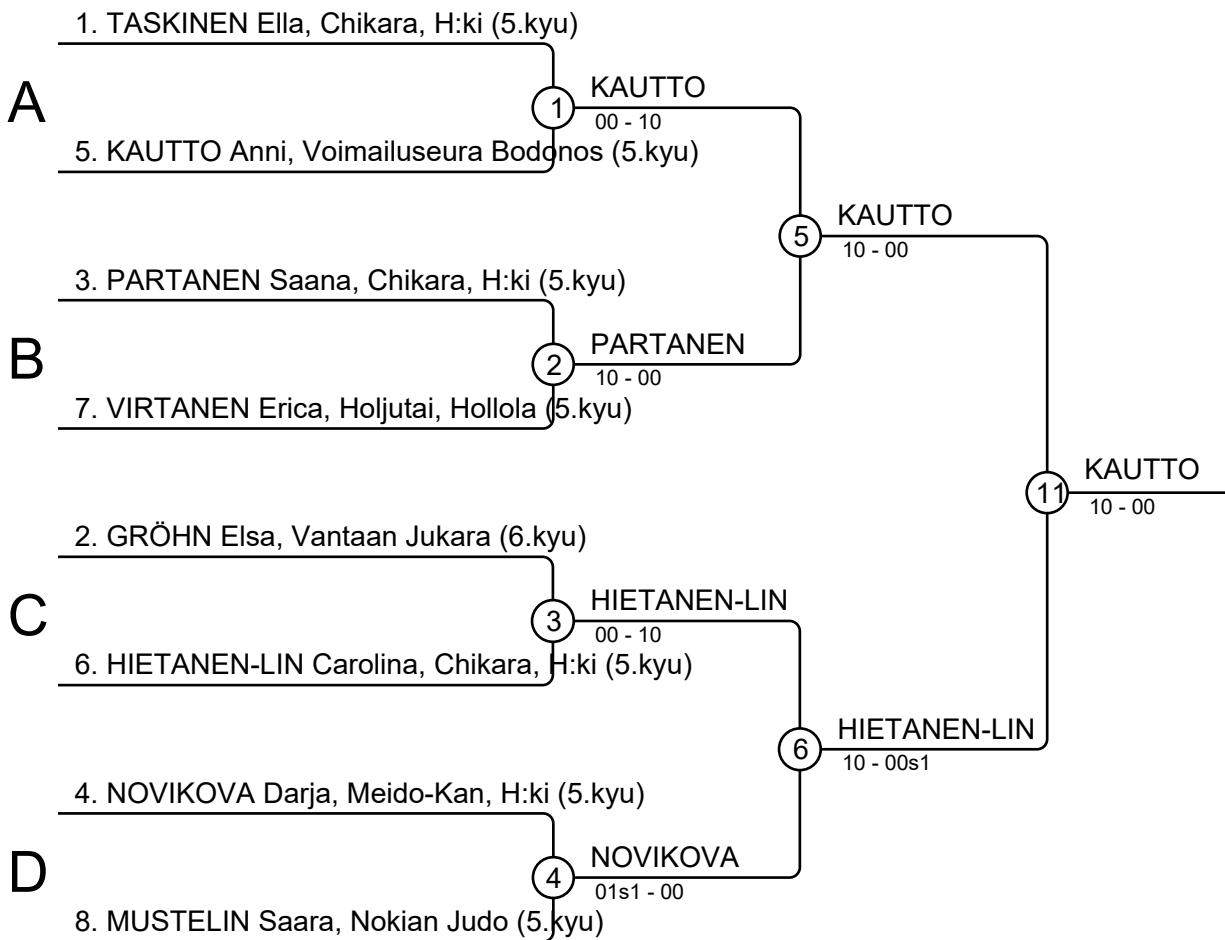 1. TASKINEN Ella, Chikara, H:ki (5.kyu)
A
1
KAUTTO
00 - 10
5. KAUTTO Anni, Voimailuseura Bodonos (5.kyu)
5
KAUTTO
10 - 00
3. PARTANEN Saana, Chikara, H:ki (5.kyu)
B
2
PARTANEN
10 - 00
7. VIRTANEN Erica, Holjutai, Hollola (5.kyu)
11
KAUTTO
10 - 00
2. GRÖHN Elsa, Vantaan Jukara (6.kyu)
C
3
HIETANEN-LIN
00 - 10
6. HIETANEN-LIN Carolina, Chikara, H:ki (5.kyu)
6
HIETANEN-LIN
10 - 00s1
4. NOVIKOVA Darja, Meido-Kan, H:ki (5.kyu)
D
4
NOVIKOVA
01s1 - 00
8. MUSTELIN Saara, Nokian Judo (5.kyu)